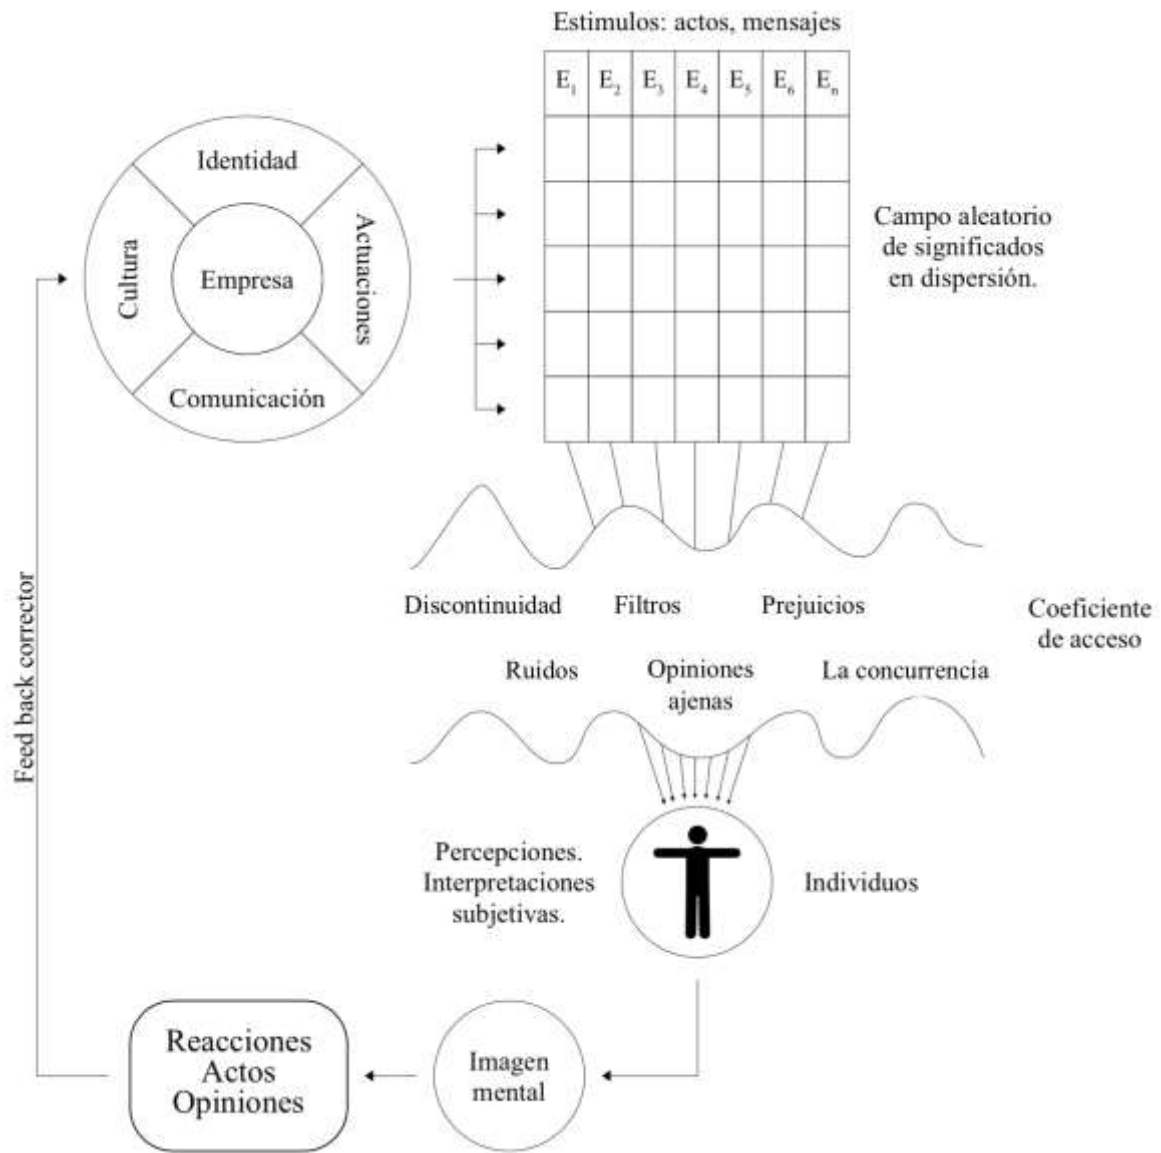 Estimulos: actos, mensajes
E1 E2 E3 E4 E5 E6 En
Identidad
Cultura
Empresa
Actuaciones
Comunicación
Campo aleatorio
de significados
en dispersión.
Discontinuidad Filtros Prejuicios
Coeficiente
de acceso
Ruidos
Opiniones
ajenas
La concurrencia
Feed back corrector
Percepciones.
Interpretaciones
subjetivas.
Individuos
Reacciones
Actos
Opiniones
Imagen
mental